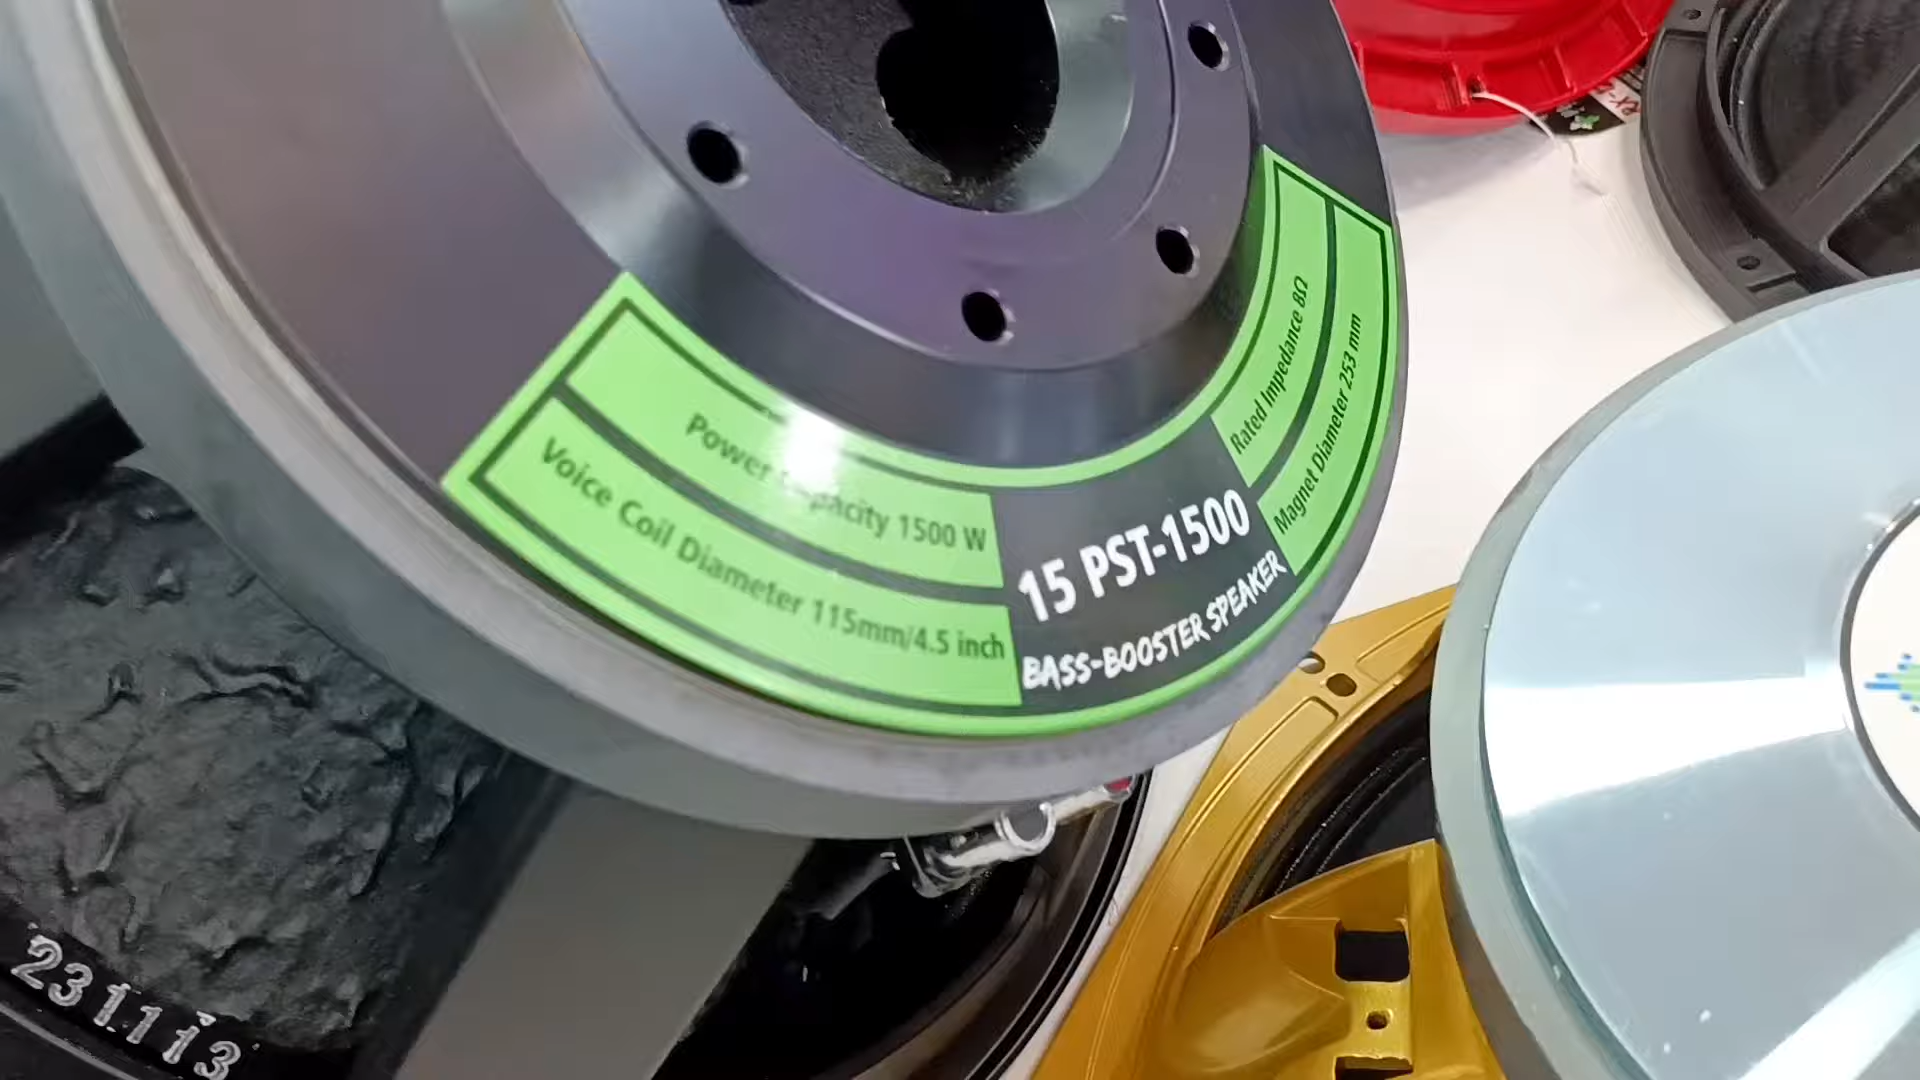 Power Capacity 1500 W
Voice Coil Diameter 115mm/4.5 inch
15 PST-1500
BASS-BOOSTER SPEAKER
Rated Impedance 8Ω
Magnet Diameter 253 mm
231113